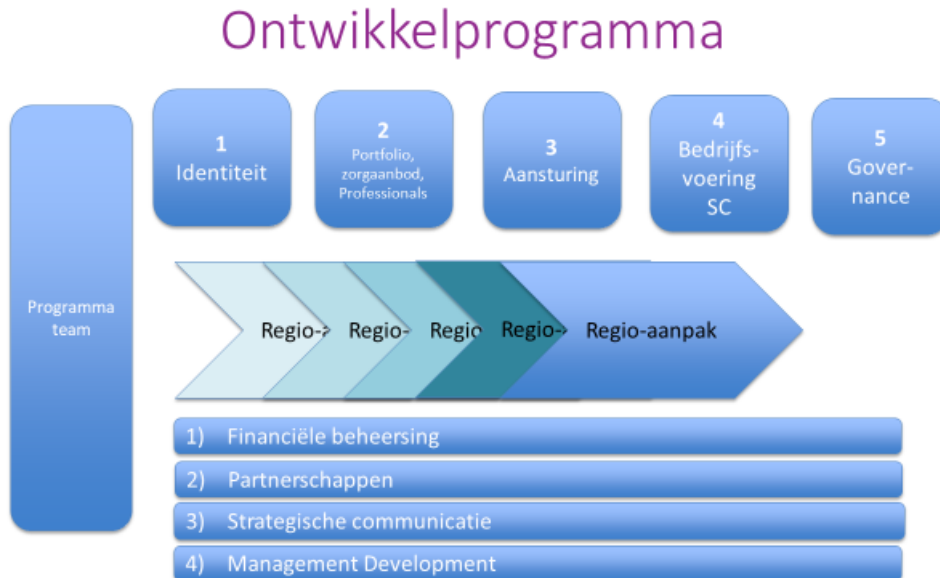 Ontwikkelprogramma
Programma
team
1
Identiteit
2
Portfolio,
zorgaanbod,
Professionals
3
Aansturing
4
Bedrijfs-
voering
SC
5
Gover-
nance
Regio-
Regio-
Regio
Regio-
Regio-aanpak
1) Financiële beheersing
2) Partnerschappen
3) Strategische communicatie
4) Management Development